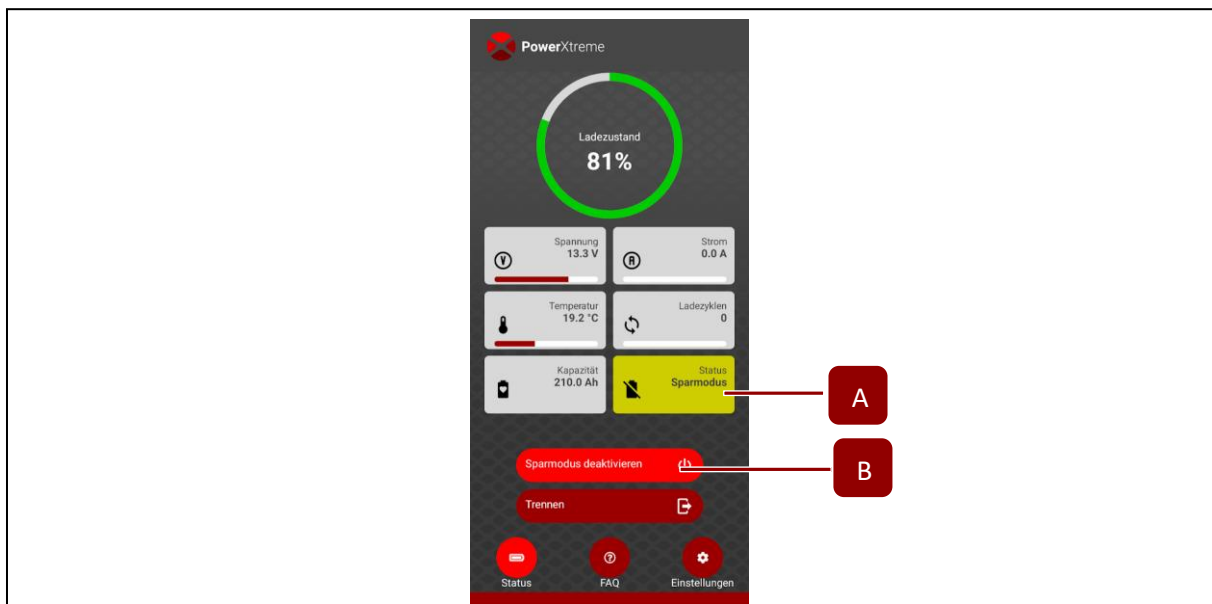 PowerXtreme
Ladezustand
81%
Spannung
13.3 V
Strom
0.0 A
Temperatur
19.2 °C
Ladezyklen
0
Kapazität
210.0 Ah
Status
Sparmodus
A
Sparmodus deaktivieren
B
Trennen
Status
FAQ
Einstellungen